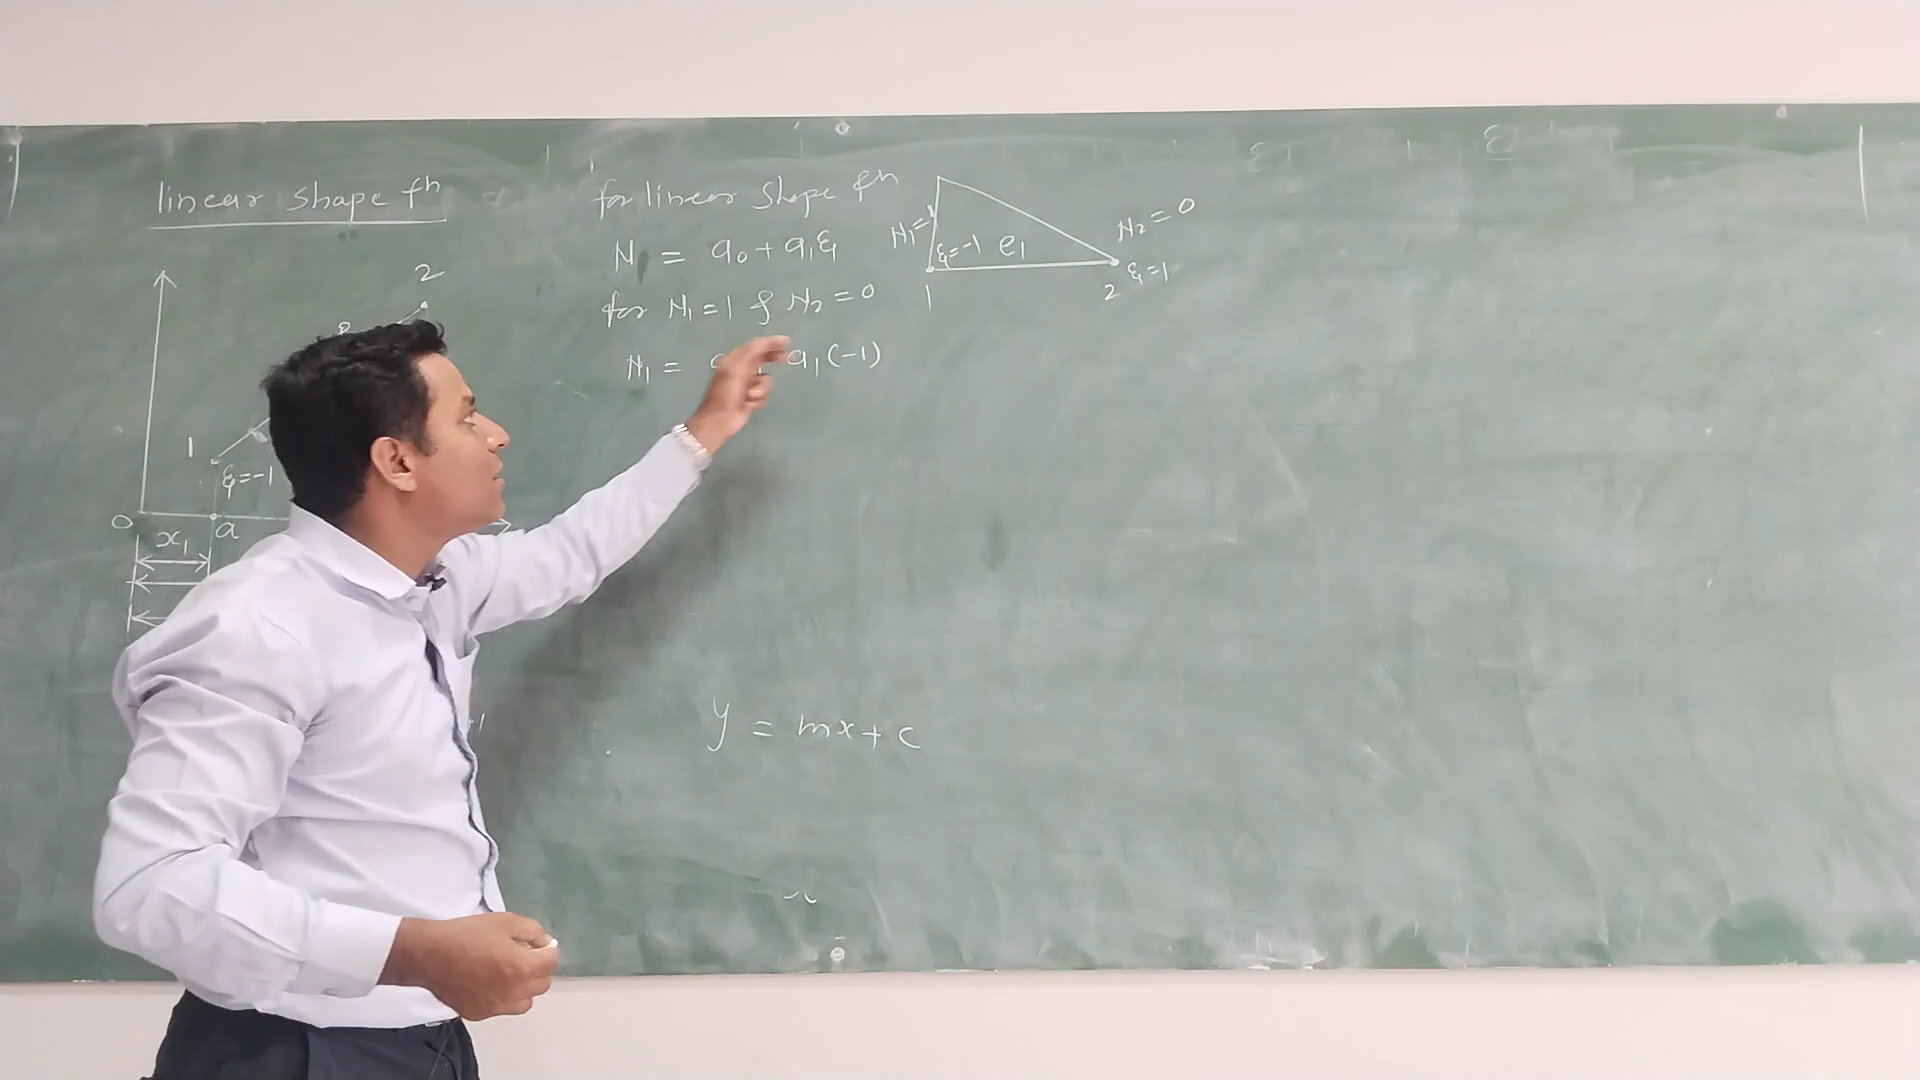 linear shape fn
2
1
ξ=-1
0
x₁
a
for linear shape fn
N = a₀ + a₁ξ
for N₁ = 1 & N₂ = 0
N₁ = a₁(-1)
N₁=1
ξ=-1
e₁
N₂ = 0
ξ=1
1
2
y = mx + c